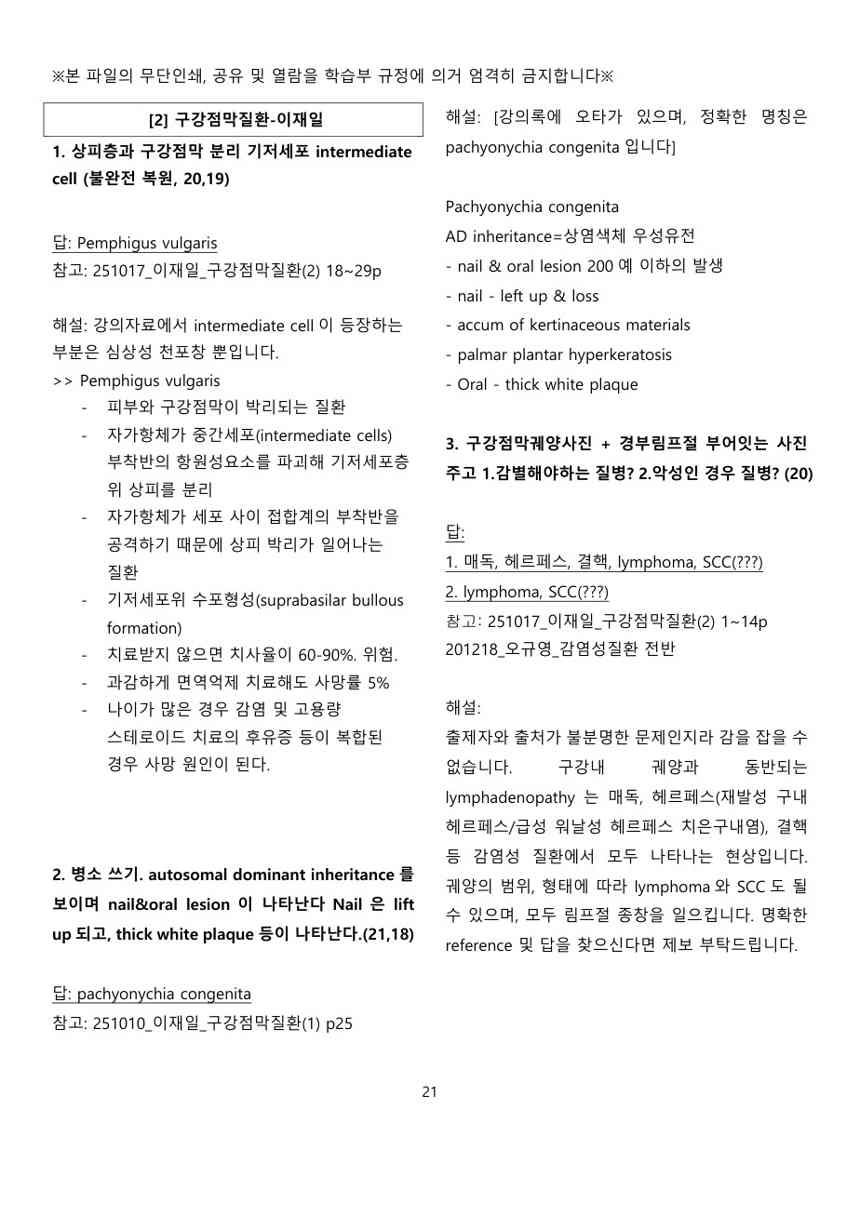 ※본 파일의 무단인쇄, 공유 및 열람을 학습부 규정에 의거 엄격히 금지합니다※
[2] 구강점막질환-이재일
1. 상피층과 구강점막 분리 기저세포 intermediate
cell (불완전 복원, 20,19)
답: Pemphigus vulgaris
참고: 251017_이재일_구강점막질환(2) 18~29p
해설: 강의자료에서 intermediate cell 이 등장하는
부분은 심상성 천포창 뿐입니다.
>> Pemphigus vulgaris
- 피부와 구강점막이 박리되는 질환
- 자가항체가 중간세포(intermediate cells)
부착반의 항원성요소를 파괴해 기저세포층
위 상피를 분리
- 자가항체가 세포 사이 접합계의 부착반을
공격하기 때문에 상피 박리가 일어나는
질환
- 기저세포위 수포형성(suprabasilar bullous
formation)
- 치료받지 않으면 치사율이 60-90%. 위험.
- 과감하게 면역억제 치료해도 사망률 5%
- 나이가 많은 경우 감염 및 고용량
스테로이드 치료의 후유증 등이 복합된
경우 사망 원인이 된다.
2. 병소 쓰기. autosomal dominant inheritance 를
보이며 nail&oral lesion 이 나타난다 Nail 은 lift
up 되고, thick white plaque 등이 나타난다.(21,18)
답: pachyonychia congenita
참고: 251010_이재일_구강점막질환(1) p25
해설: [강의록에 오타가 있으며, 정확한 명칭은
pachyonychia congenita 입니다]
Pachyonychia congenita
AD inheritance=상염색체 우성유전
- nail & oral lesion 200 예 이하의 발생
- nail - left up & loss
- accum of kertinaceous materials
- palmar plantar hyperkeratosis
- Oral - thick white plaque
3. 구강점막궤양사진 + 경부림프절 부어잇는 사진
주고 1.감별해야하는 질병? 2.악성인 경우 질병? (20)
답:
1. 매독, 헤르페스, 결핵, lymphoma, SCC(???)
2. lymphoma, SCC(???)
참고: 251017_이재일_구강점막질환(2) 1~14p
201218_오규영_감염성질환 전반
해설:
출제자와 출처가 불분명한 문제인지라 감을 잡을 수
없습니다. 구강내 궤양과 동반되는
lymphadenopathy 는 매독, 헤르페스(재발성 구내
헤르페스/급성 워날성 헤르페스 치은구내염), 결핵
등 감염성 질환에서 모두 나타나는 현상입니다.
궤양의 범위, 형태에 따라 lymphoma 와 SCC 도 될
수 있으며, 모두 림프절 종창을 일으킵니다. 명확한
reference 및 답을 찾으신다면 제보 부탁드립니다.
21